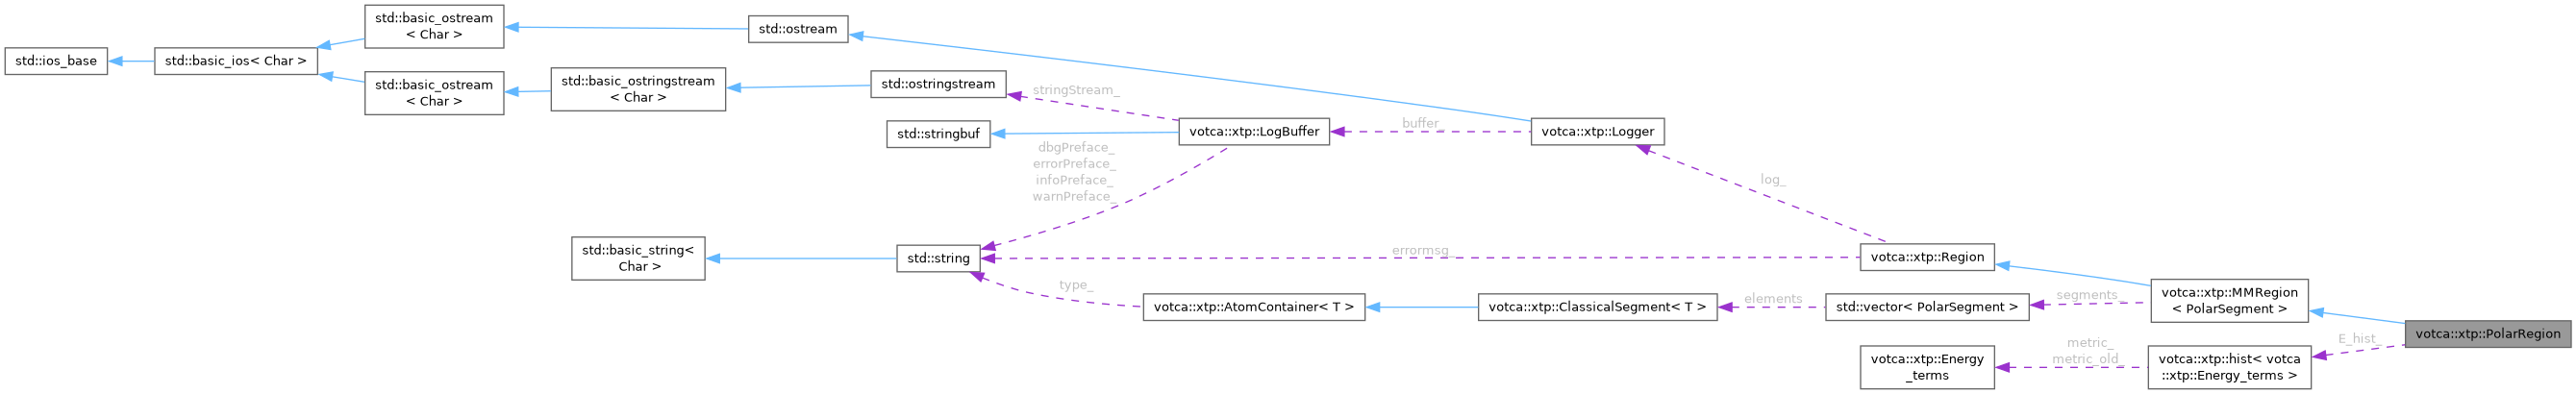 std::basic_ostream
< Char >
std::ostream
std::ios_base
std::basic_ios< Char >
std::basic_ostream
< Char >
std::basic_ostringstream
< Char >
std::ostringstream
stringStream_
std::stringbuf
votca::xtp::LogBuffer
buffer_
votca::xtp::Logger
dbgPreface_
errorPreface_
infoPreface_
warnPreface_
log_
std::basic_string<
Char >
std::string
errormsg_
votca::xtp::Region
type_
votca::xtp::AtomContainer< T >
votca::xtp::ClassicalSegment< T >
elements
std::vector< PolarSegment >
segments_
votca::xtp::MMRegion
< PolarSegment >
votca::xtp::PolarRegion
E_hist_
votca::xtp::Energy
_terms
metric_
metric_old_
votca::xtp::hist< votca
::xtp::Energy_terms >